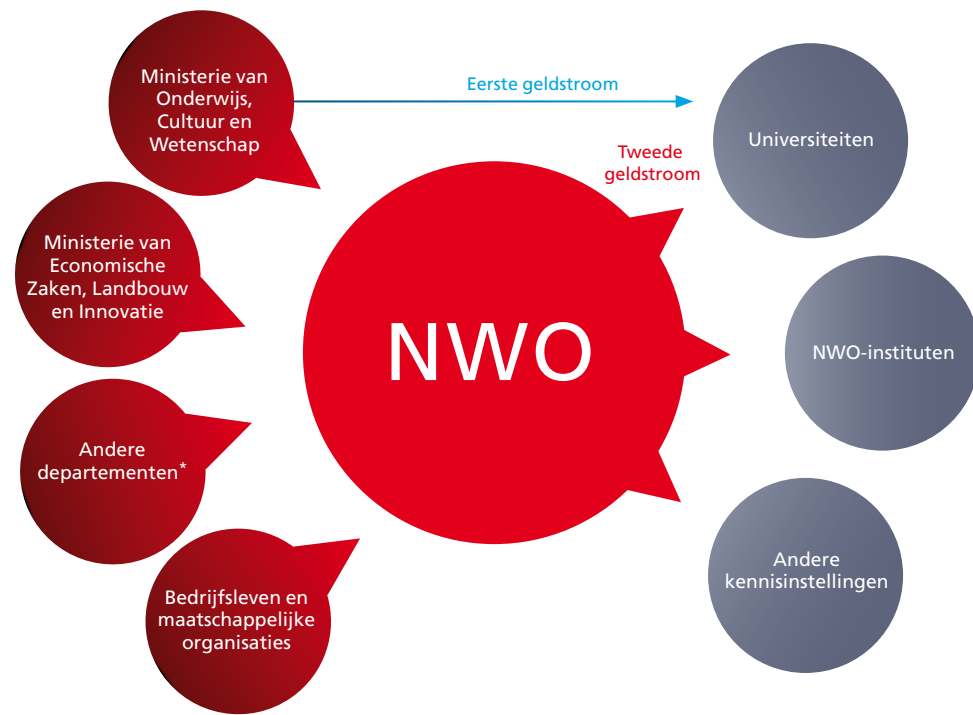 Ministerie van
Onderwijs,
Cultuur en
Wetenschap
Eerste geldstroom
Universiteiten
Tweede
geldstroom
Ministerie van
Economische
Zaken, Landbouw
en Innovatie
NWO
NWO-instituten
Andere
departementen*
Andere
kennisinstellingen
Bedrijfsleven en
maatschappelijke
organisaties